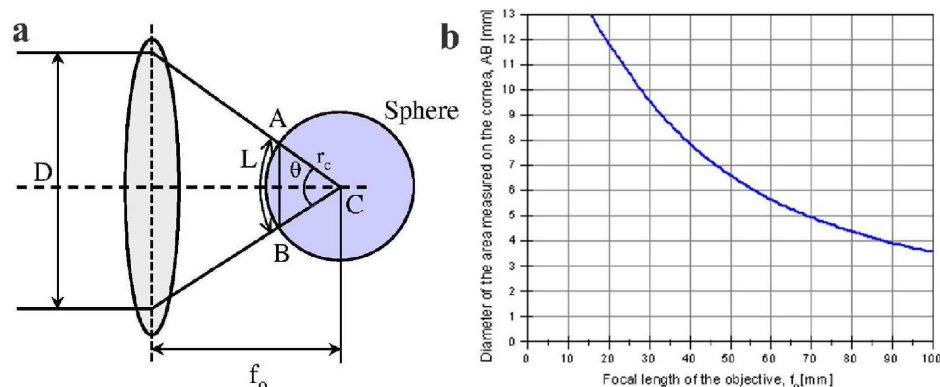 a
D
A
L
θ
r_c
C
B
Sphere
f_o
b
Diameter of the area measured on the cornea, AB [mm]
13
12
11
10
9
8
7
6
5
4
3
2
1
0
0 10 20 30 40 50 60 70 80 90 100
Focal length of the objective, f_o[mm]